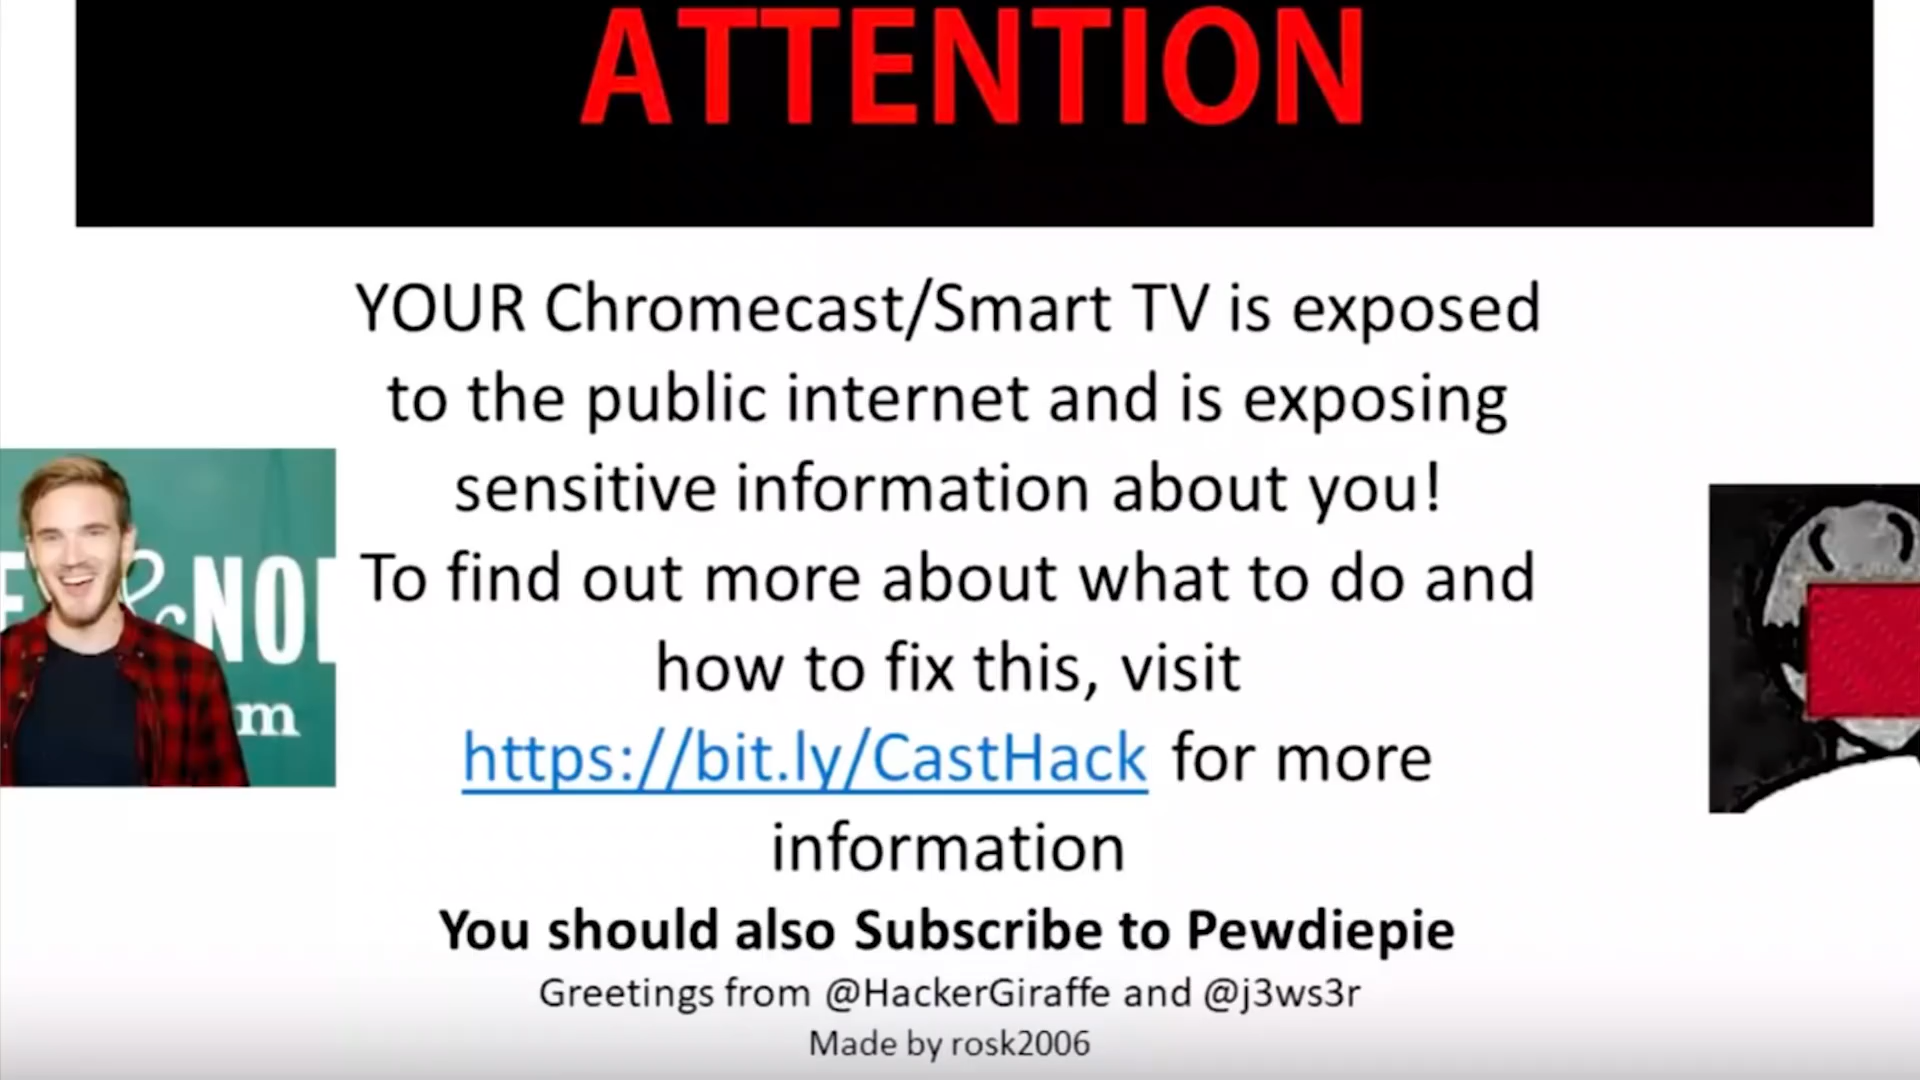 ATTENTION
YOUR Chromecast/Smart TV is exposed
to the public internet and is exposing
sensitive information about you!
To find out more about what to do and
how to fix this, visit
https://bit.ly/CastHack for more
information
You should also Subscribe to Pewdiepie
Greetings from @HackerGiraffe and @j3ws3r
Made by rosk2006
& NO
m